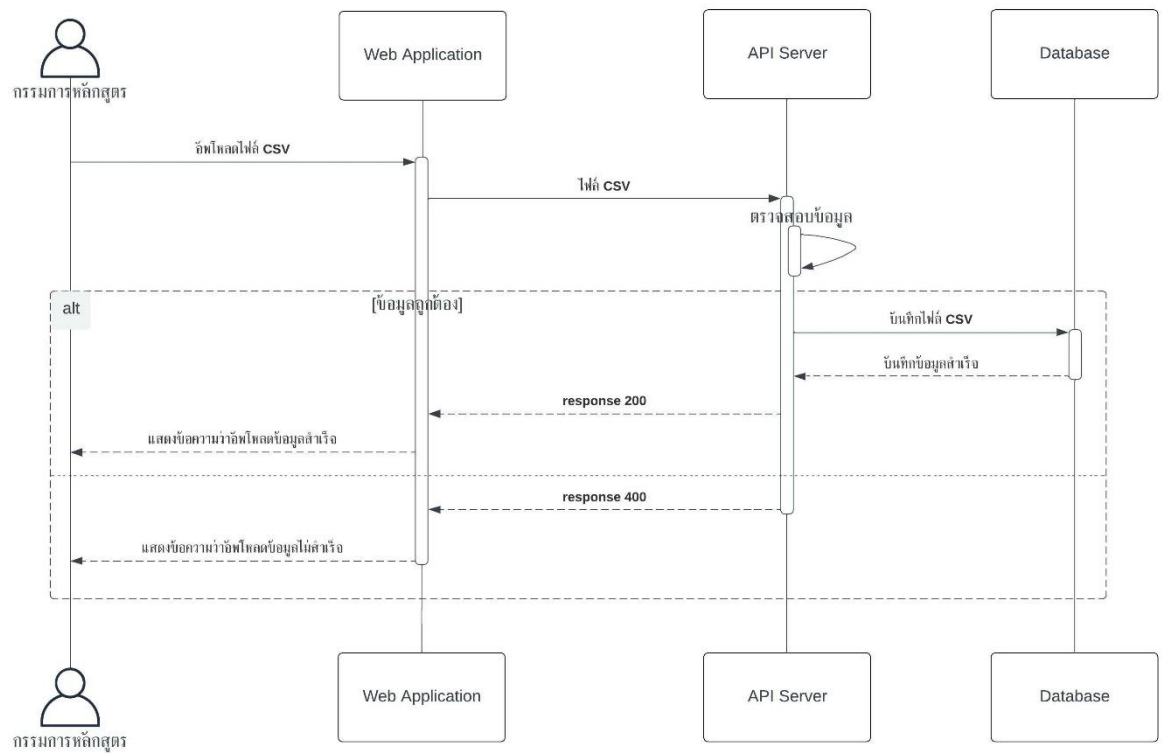 กรรมการหลักสูตร
Web Application
API Server
Database
อัพโหลดไฟล์ CSV
ไฟล์ CSV
ตรวจสอบข้อมูล
alt
[ข้อมูลถูกต้อง]
บันทึกไฟล์ CSV
บันทึกข้อมูลสำเร็จ
response 200
แสดงข้อความว่าอัพโหลดข้อมูลสำเร็จ
response 400
แสดงข้อความว่าอัพโหลดข้อมูลไม่สำเร็จ
กรรมการหลักสูตร
Web Application
API Server
Database